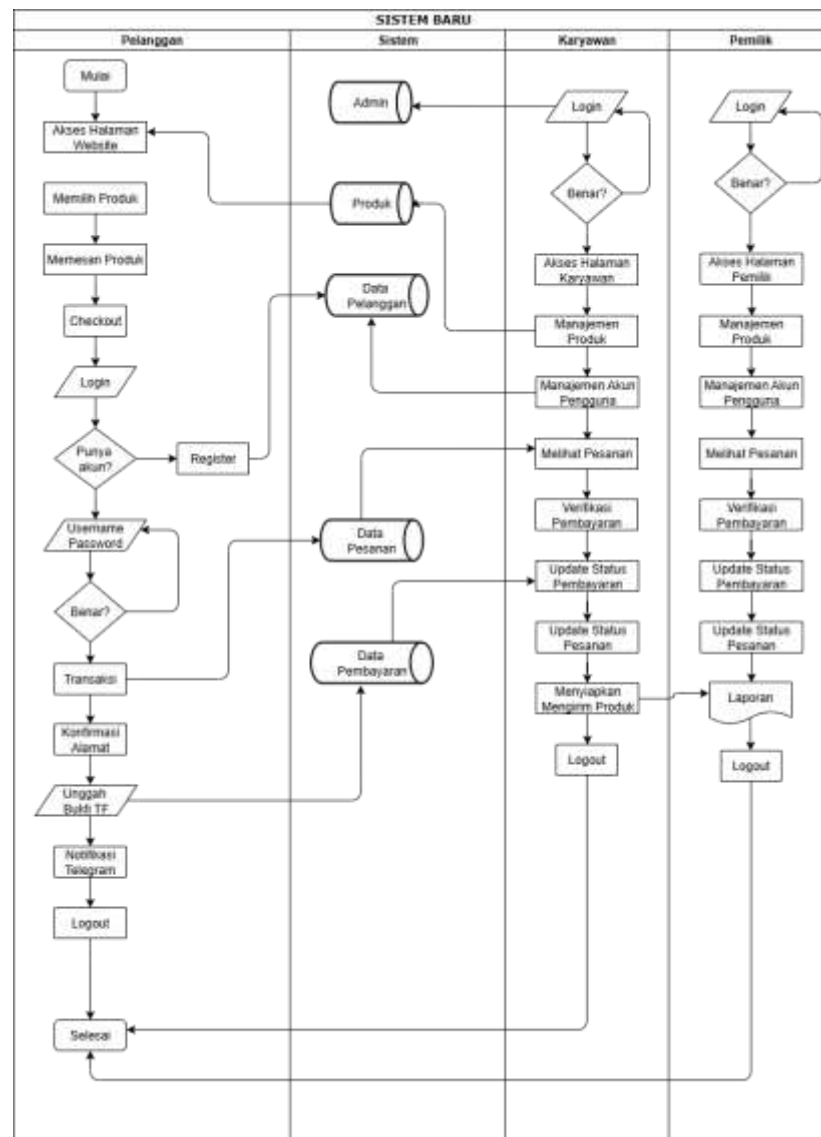 SISTEM BARU
Pelanggan
Sistem
Karyawan
Pemilik
Mulai
Akses Halaman
Website
Memilih Produk
Memesan Produk
Checkout
Login
Punya
akun?
Register
Username
Password
Benar?
Transaksi
Konfirmasi
Alamat
Unggah
Bukti TF
Notifikasi
Telegram
Logout
Selesai
Admin
Produk
Data
Pelanggan
Data
Pesanan
Data
Pembayaran
Login
Benar?
Akses Halaman
Karyawan
Manajemen
Produk
Manajemen Akun
Pengguna
Melihat Pesanan
Verifikasi
Pembayaran
Update Status
Pembayaran
Update Status
Pesanan
Menyiapkan
Mengirim Produk
Logout
Login
Benar?
Akses Halaman
Pemilik
Manajemen
Produk
Manajemen Akun
Pengguna
Melihat Pesanan
Verifikasi
Pembayaran
Update Status
Pembayaran
Update Status
Pesanan
Laporan
Logout